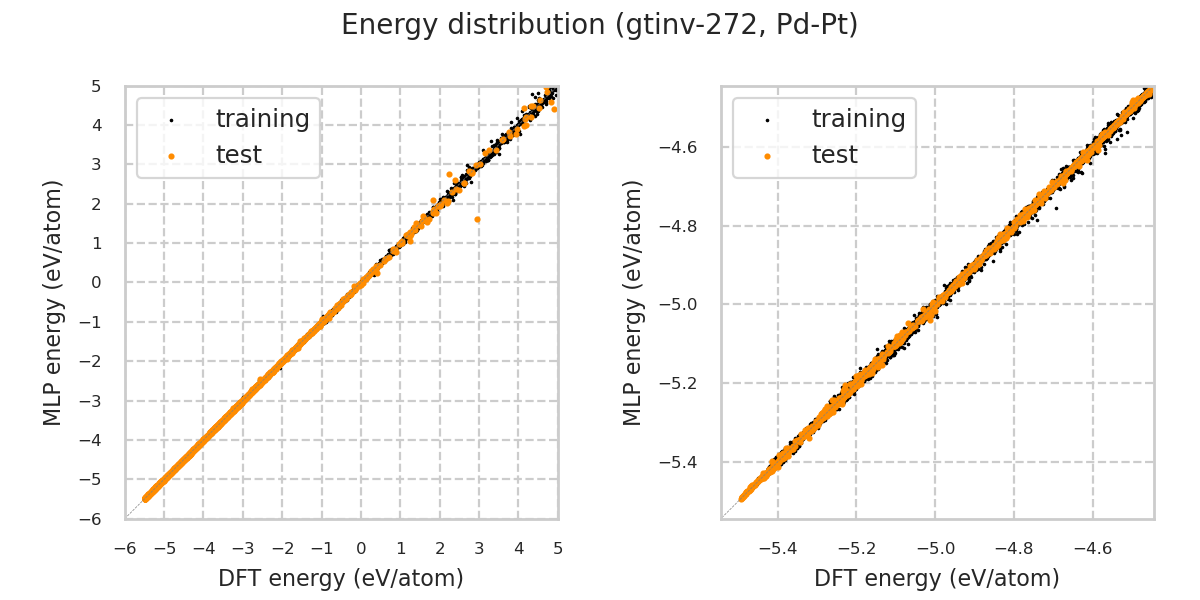 Energy distribution (gtinv-272, Pd-Pt)
5
4
3
2
1
0
−1
−2
−3
−4
−5
−6
MLP energy (eV/atom)
training
test
−6 −5 −4 −3 −2 −1 0 1 2 3 4 5
DFT energy (eV/atom)
−4.6
−4.8
−5.0
−5.2
−5.4
MLP energy (eV/atom)
training
test
−5.4 −5.2 −5.0 −4.8 −4.6
DFT energy (eV/atom)